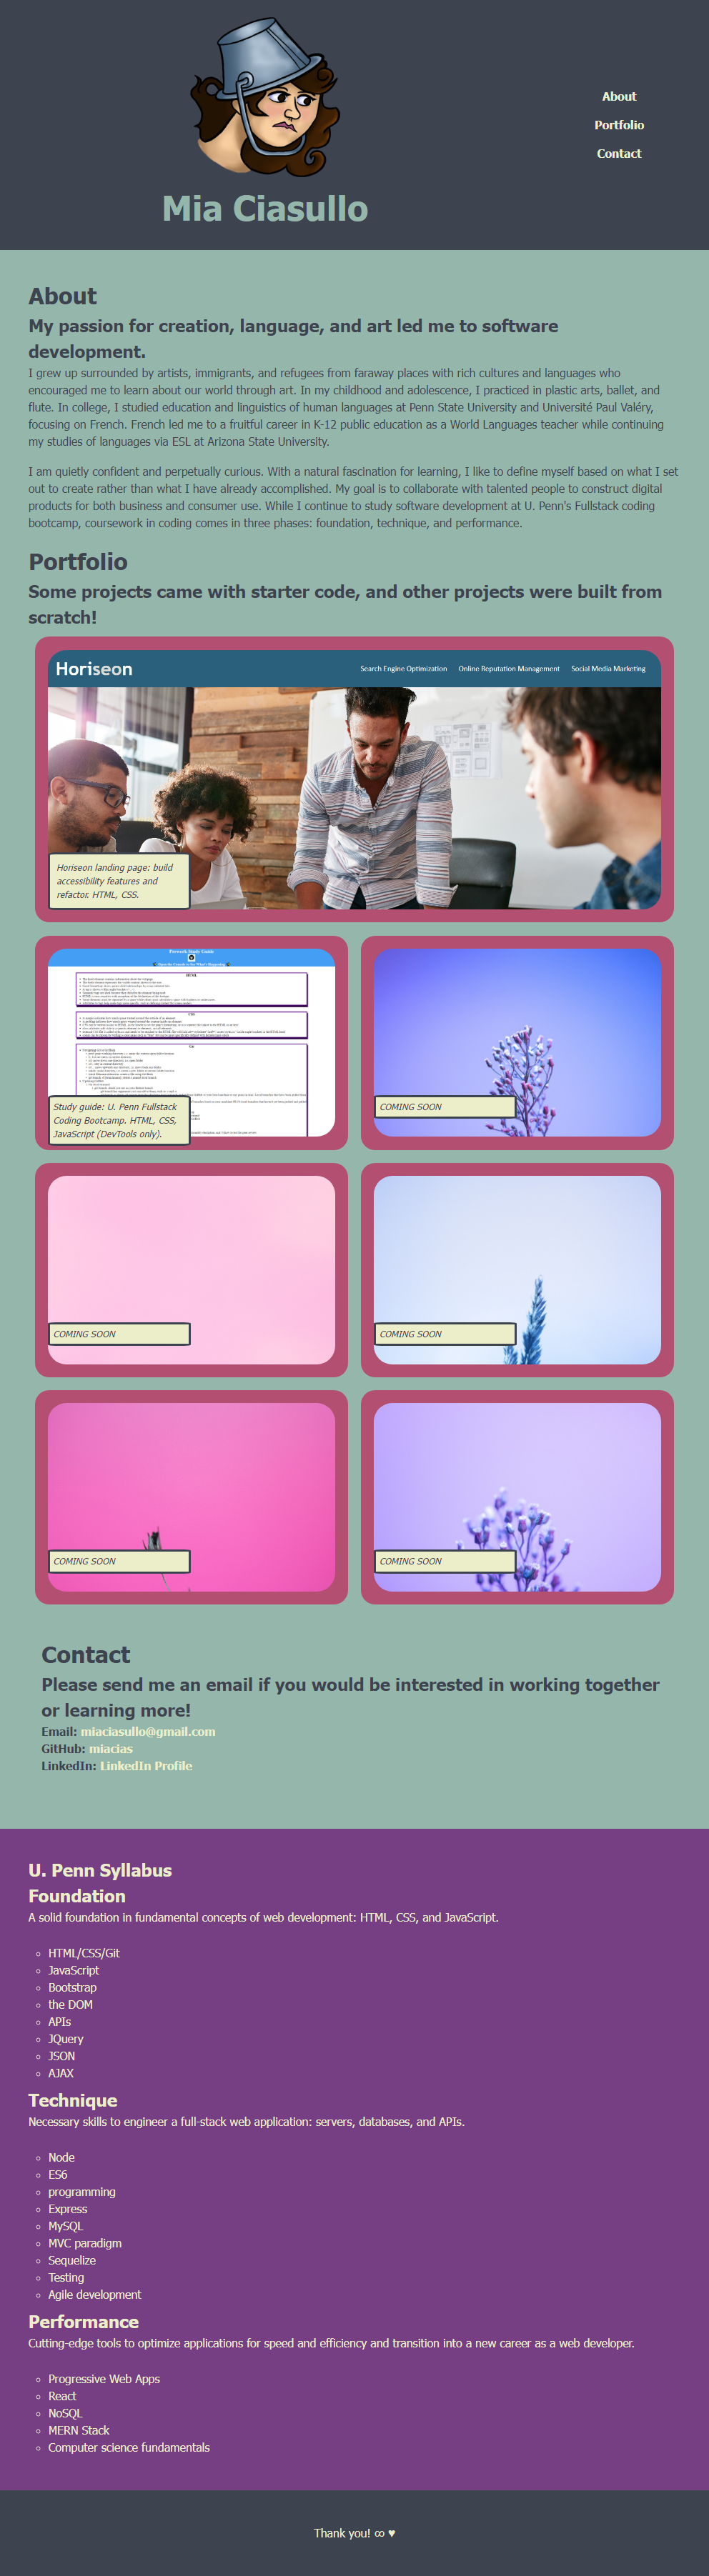 About
Portfolio
Contact
Mia Ciasullo
About
My passion for creation, language, and art led me to software
development.
I grew up surrounded by artists, immigrants, and refugees from faraway places with rich cultures and languages who
encouraged me to learn about our world through art. In my childhood and adolescence, I practiced in plastic arts, ballet, and
flute. In college, I studied education and linguistics of human languages at Penn State University and Université Paul Valéry,
focusing on French. French led me to a fruitful career in K-12 public education as a World Languages teacher while continuing
my studies of languages via ESL at Arizona State University.
I am quietly confident and perpetually curious. With a natural fascination for learning, I like to define myself based on what I set
out to create rather than what I have already accomplished. My goal is to collaborate with talented people to construct digital
products for both business and consumer use. While I continue to study software development at U. Penn's Fullstack coding
bootcamp, coursework in coding comes in three phases: foundation, technique, and performance.
Portfolio
Some projects came with starter code, and other projects were built from
scratch!
Horiseon
Search Engine Optimization Online Reputation Management Social Media Marketing
Horiseon landing page: build
accessibility features and
refactor. HTML, CSS.
Prework Study Guide
HTML
CSS
Git
Study guide: U. Penn Fullstack
Coding Bootcamp. HTML, CSS,
JavaScript (DevTools only).
COMING SOON
COMING SOON
COMING SOON
COMING SOON
COMING SOON
Contact
Please send me an email if you would be interested in working together
or learning more!
Email: miaciasullo@gmail.com
GitHub: miacias
LinkedIn: LinkedIn Profile
U. Penn Syllabus
Foundation
A solid foundation in fundamental concepts of web development: HTML, CSS, and JavaScript.
HTML/CSS/Git
JavaScript
Bootstrap
the DOM
APIs
JQuery
JSON
AJAX
Technique
Necessary skills to engineer a full-stack web application: servers, databases, and APIs.
Node
ES6
programming
Express
MySQL
MVC paradigm
Sequelize
Testing
Agile development
Performance
Cutting-edge tools to optimize applications for speed and efficiency and transition into a new career as a web developer.
Progressive Web Apps
React
NoSQL
MERN Stack
Computer science fundamentals
Thank you! ∞ ♥